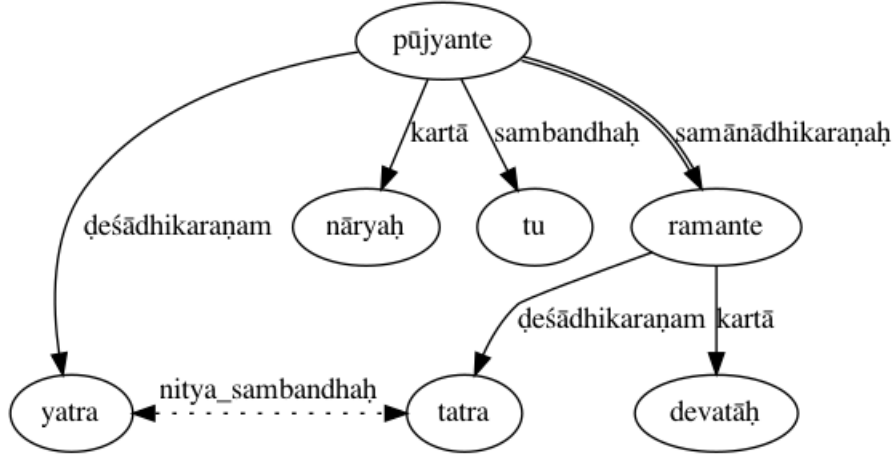 pūjyante
kartā
sambandhaḥ
samānādhikaraṇaḥ
ḍeśādhikaraṇam
nāryaḥ
tu
ramante
ḍeśādhikaraṇam
kartā
nitya_sambandhaḥ
yatra
tatra
devatāḥ